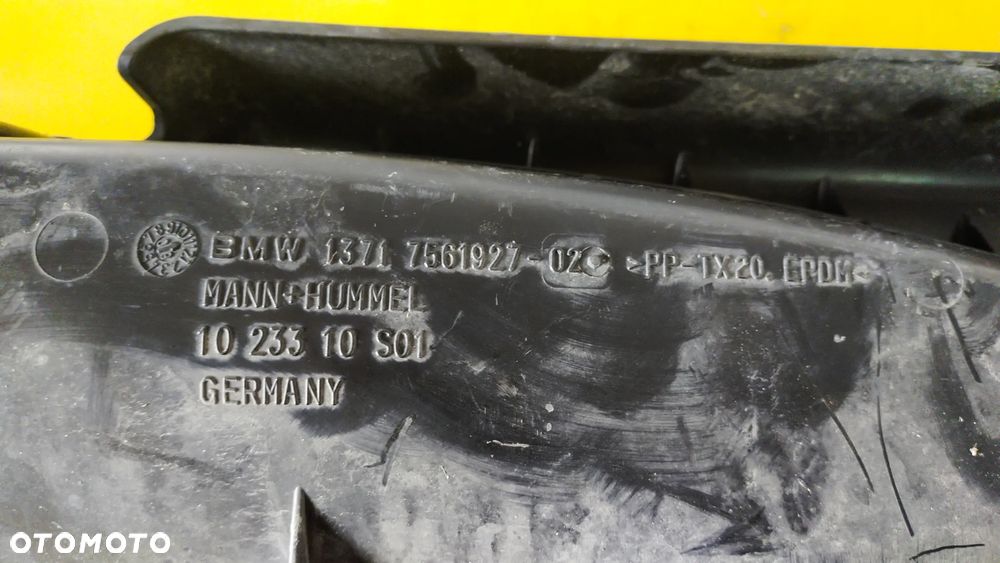 BMW 1371 7561927-02 >PP-TX20. EPDM<
MANN+HUMMEL
10 233 10 S01
GERMANY
OTOMOTO